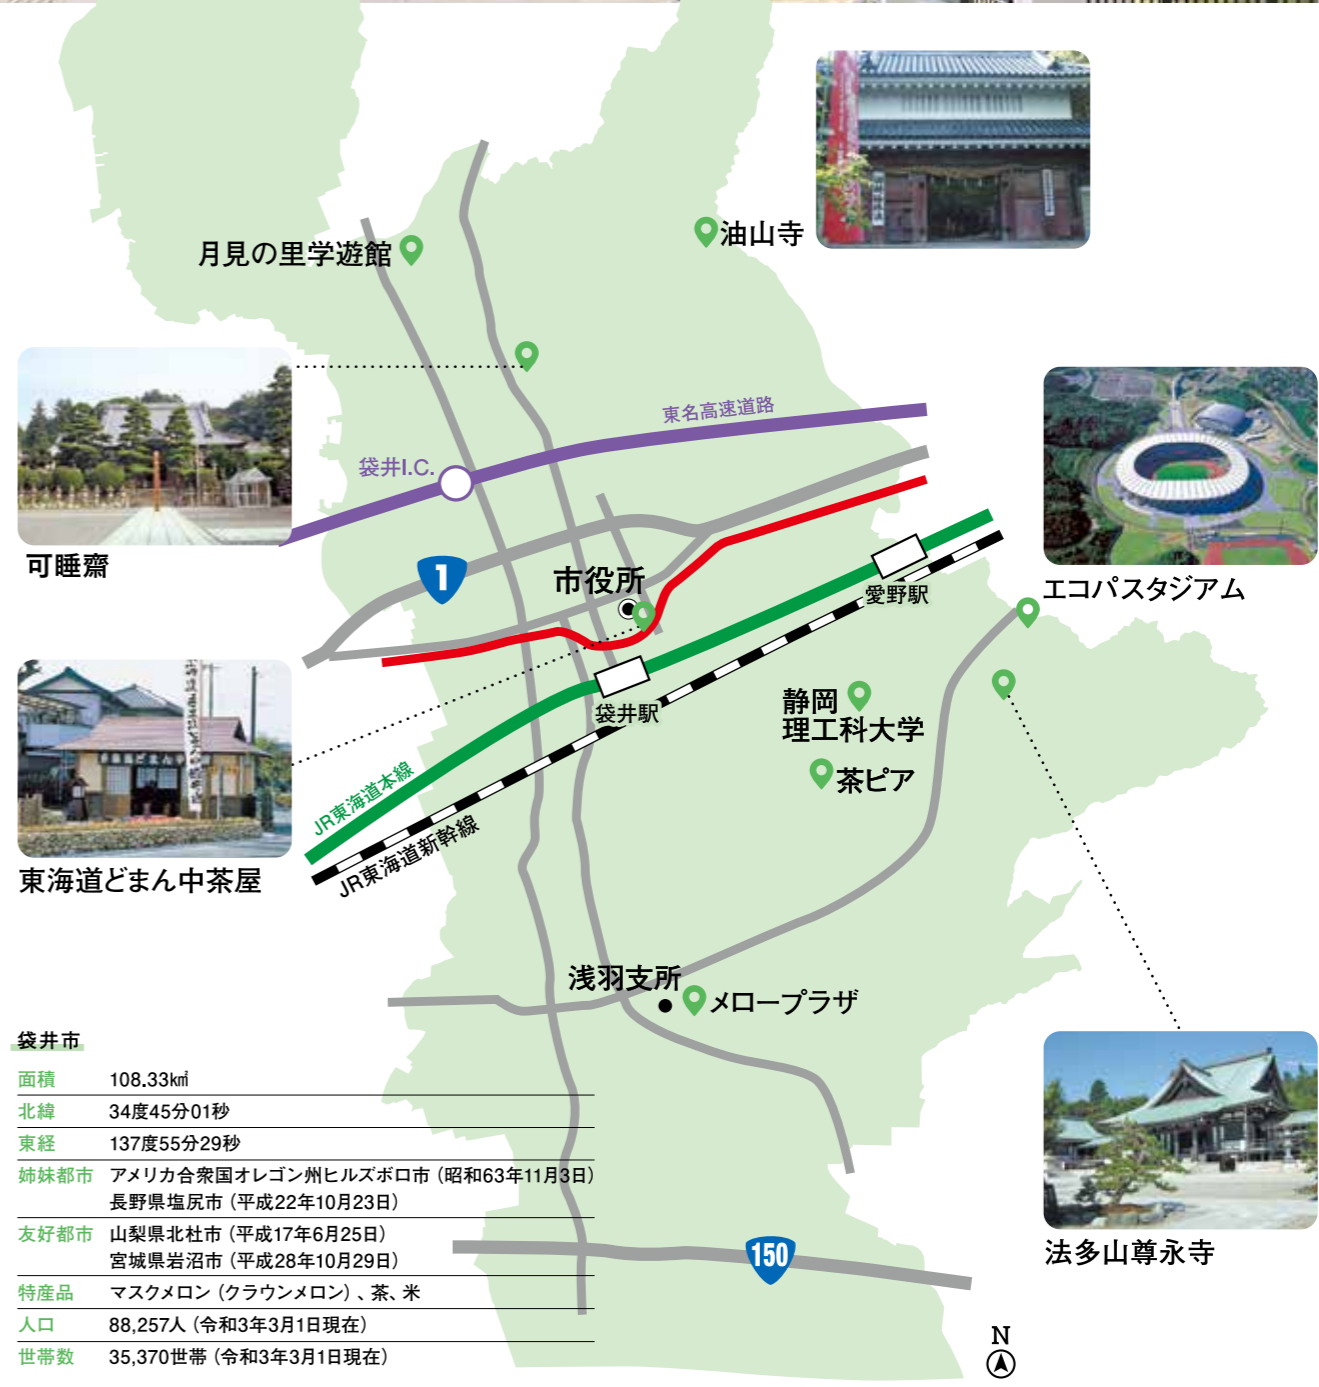 油山寺
月見の里学遊館
東名高速道路
袋井I.C.
可睡齋
1
市役所
愛野駅
エコパスタジアム
袋井駅
静岡
理工科大学
茶ピア
JR東海道本線
JR東海道新幹線
東海道どまん中茶屋
浅羽支所
メロープラザ
法多山尊永寺
150
N
袋井市
面積 108.33㎢
北緯 34度45分01秒
東経 137度55分29秒
姉妹都市 アメリカ合衆国オレゴン州ヒルズボロ市（昭和63年11月3日）
長野県塩尻市（平成22年10月23日）
友好都市 山梨県北杜市（平成17年6月25日）
宮城県岩沼市（平成28年10月29日）
特産品 マスクメロン（クラウンメロン）、茶、米
人口 88,257人（令和3年3月1日現在）
世帯数 35,370世帯（令和3年3月1日現在）